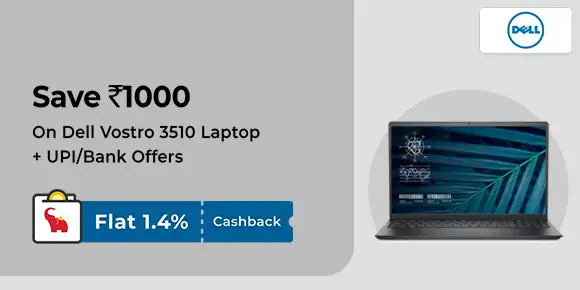 DELL
Save ₹1000
On Dell Vostro 3510 Laptop
+ UPI/Bank Offers
Flat 1.4% Cashback